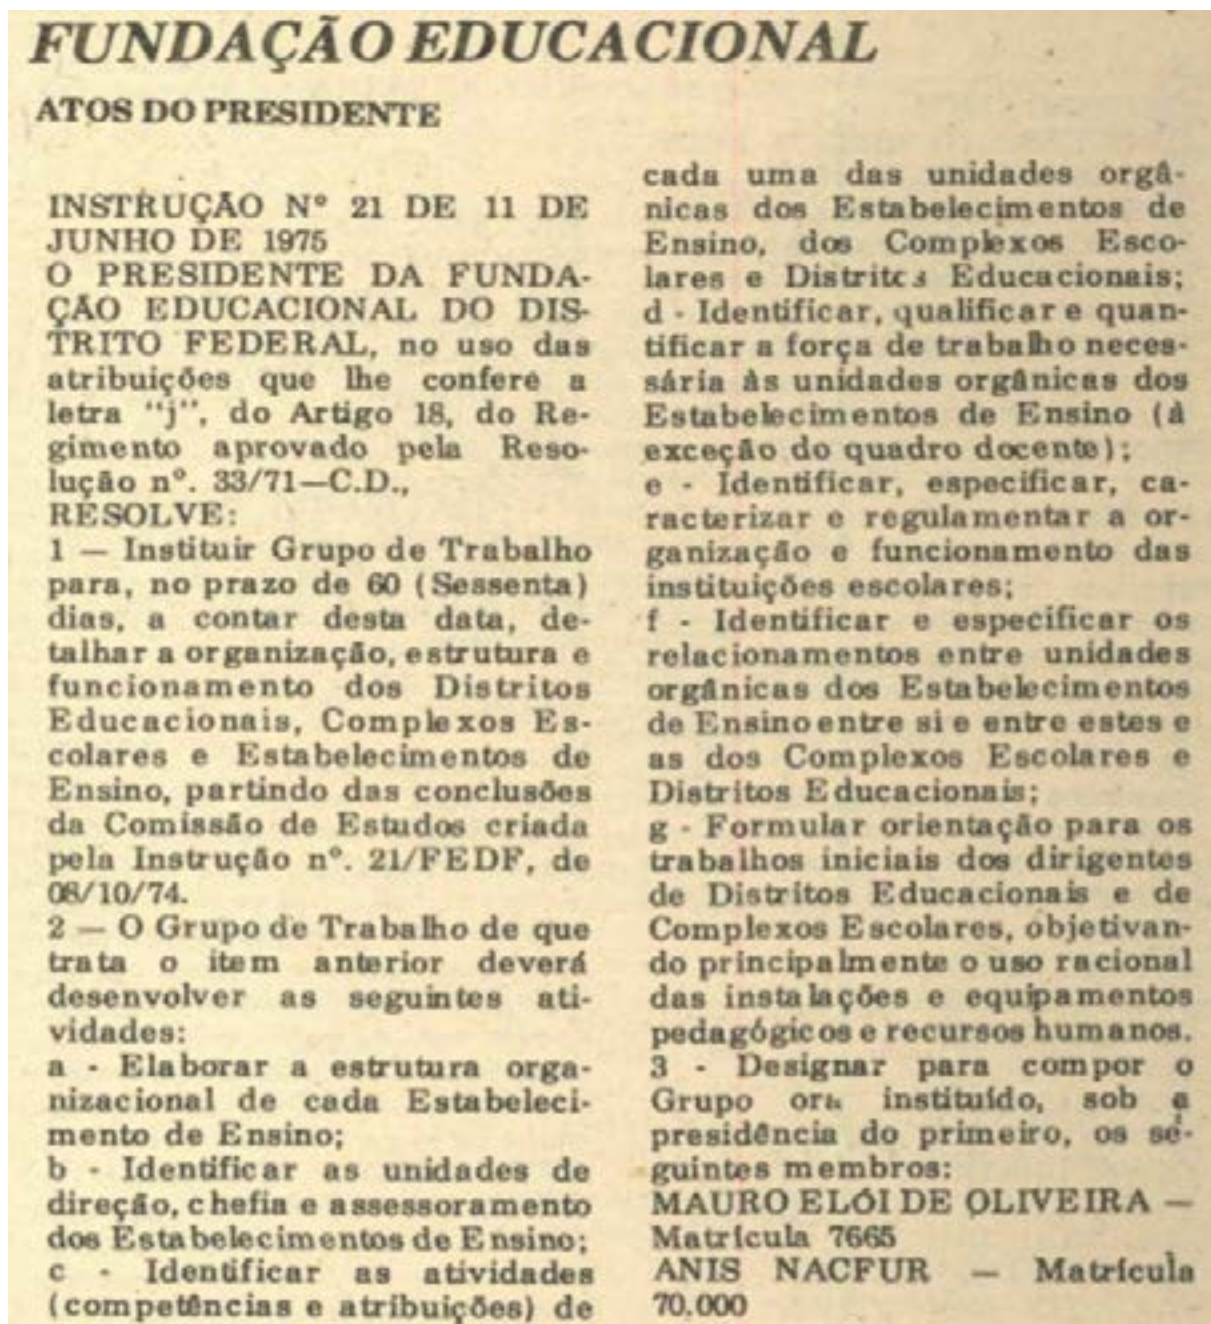 FUNDAÇÃO EDUCACIONAL
ATOS DO PRESIDENTE
INSTRUÇÃO Nº 21 DE 11 DE
JUNHO DE 1975
O PRESIDENTE DA FUNDA-
ÇÃO EDUCACIONAL DO DIS-
TRITO FEDERAL, no uso das
atribuições que lhe confere a
letra "j", do Artigo 18, do Re-
gimento aprovado pela Reso-
lução nº. 33/71—C.D.,
RESOLVE:
1 — Instituir Grupo de Trabalho
para, no prazo de 60 (Sessenta)
dias, a contar desta data, de-
talhar a organização, estrutura e
funcionamento dos Distritos
Educacionais, Complexos Es-
colares e Estabelecimentos de
Ensino, partindo das conclusões
da Comissão de Estudos criada
pela Instrução nº. 21/FEDF, de
08/10/74.
2 — O Grupo de Trabalho de que
trata o item anterior deverá
desenvolver as seguintes ati-
vidades:
a - Elaborar a estrutura orga-
nizacional de cada Estabeleci-
mento de Ensino;
b - Identificar as unidades de
direção, chefia e assessoramento
dos Estabelecimentos de Ensino;
c - Identificar as atividades
(competências e atribuições) de
cada uma das unidades orgâ-
nicas dos Estabelecimentos de
Ensino, dos Complexos Esco-
lares e Distritos Educacionais;
d - Identificar, qualificar e quan-
tificar a força de trabalho neces-
sária às unidades orgânicas dos
Estabelecimentos de Ensino (à
exceção do quadro docente);
e - Identificar, especificar, ca-
racterizar e regulamentar a or-
ganização e funcionamento das
instituições escolares;
f - Identificar e especificar os
relacionamentos entre unidades
orgânicas dos Estabelecimentos
de Ensino entre si e entre estes e
as dos Complexos Escolares e
Distritos Educacionais;
g - Formular orientação para os
trabalhos iniciais dos dirigentes
de Distritos Educacionais e de
Complexos Escolares, objetivan-
do principalmente o uso racional
das instalações e equipamentos
pedagógicos e recursos humanos.
3 - Designar para compor o
Grupo ora instituído, sob a
presidência do primeiro, os se-
guintes membros:
MAURO ELÓI DE OLIVEIRA —
Matrícula 7665
ANIS NACFUR — Matrícula
70.000